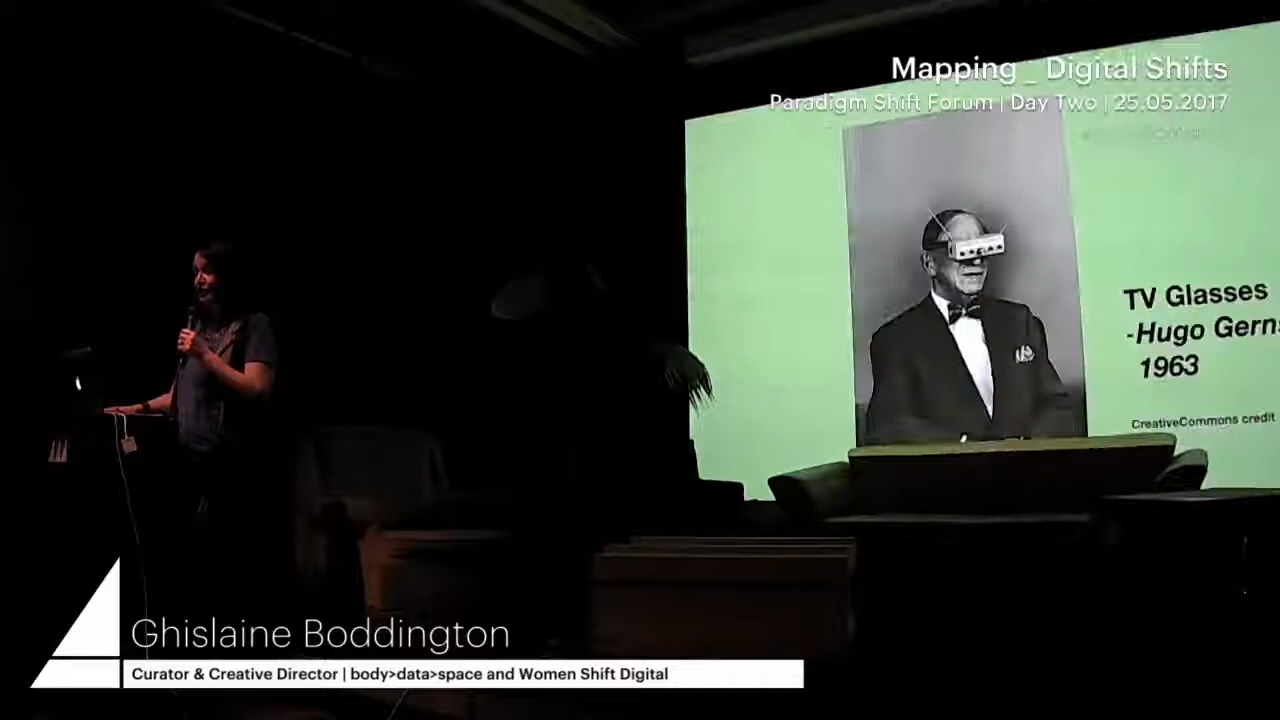 Mapping _ Digital Shifts
Paradigm Shift Forum | Day Two | 25.05.2017
TV Glasses
-Hugo Gerns
1963
CreativeCommons credit
Ghislaine Boddington
Curator & Creative Director | body>data>space and Women Shift Digital